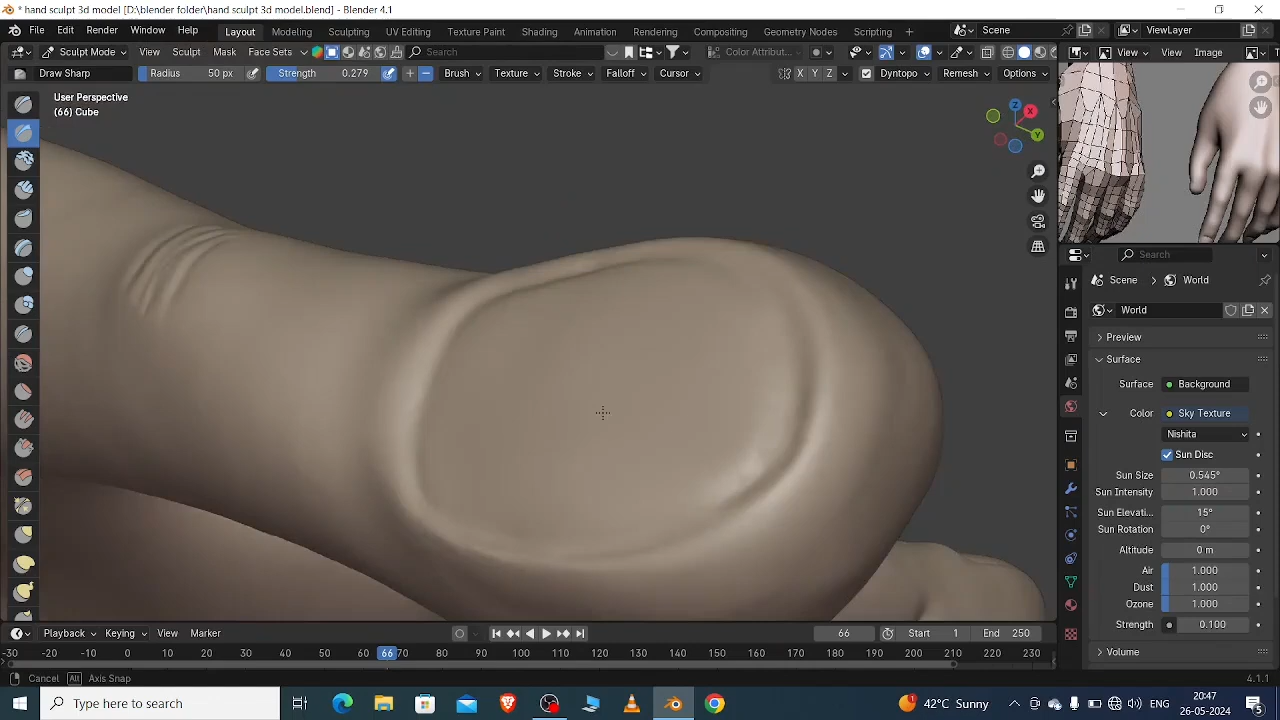 * hand sculpt 3d model [D:\blender folder\hand sculpt 3d model.blend] - Blender 4.1
File Edit Render Window Help Layout Modeling Sculpting UV Editing Texture Paint Shading Animation Rendering Compositing Geometry Nodes Scripting + Scene ViewLayer
Sculpt Mode View Sculpt Mask Face Sets Search Color Attribut... View Image
Draw Sharp Radius 50 px Strength 0.279 + − Brush Texture Stroke Falloff Cursor X Y Z Dyntopo Remesh Options
User Perspective
(66) Cube
Z X Y
Search
Scene World
World
Preview
Surface
Surface Background
Color Sky Texture
Nishita
Sun Disc
Sun Size 0.545°
Sun Intensity 1.000
Sun Elevati... 15°
Sun Rotation 0°
Altitude 0 m
Air 1.000
Dust 1.000
Ozone 1.000
Strength 0.100
Volume
Playback Keying View Marker 66 Start 1 End 250
-30 -20 -10 0 10 20 30 40 50 66 70 80 90 100 110 120 130 140 150 160 170 180 190 200 210 220 230
Cancel Alt Axis Snap 4.1.1
Type here to search 1 42°C Sunny ENG 20:47
26-05-2024 5